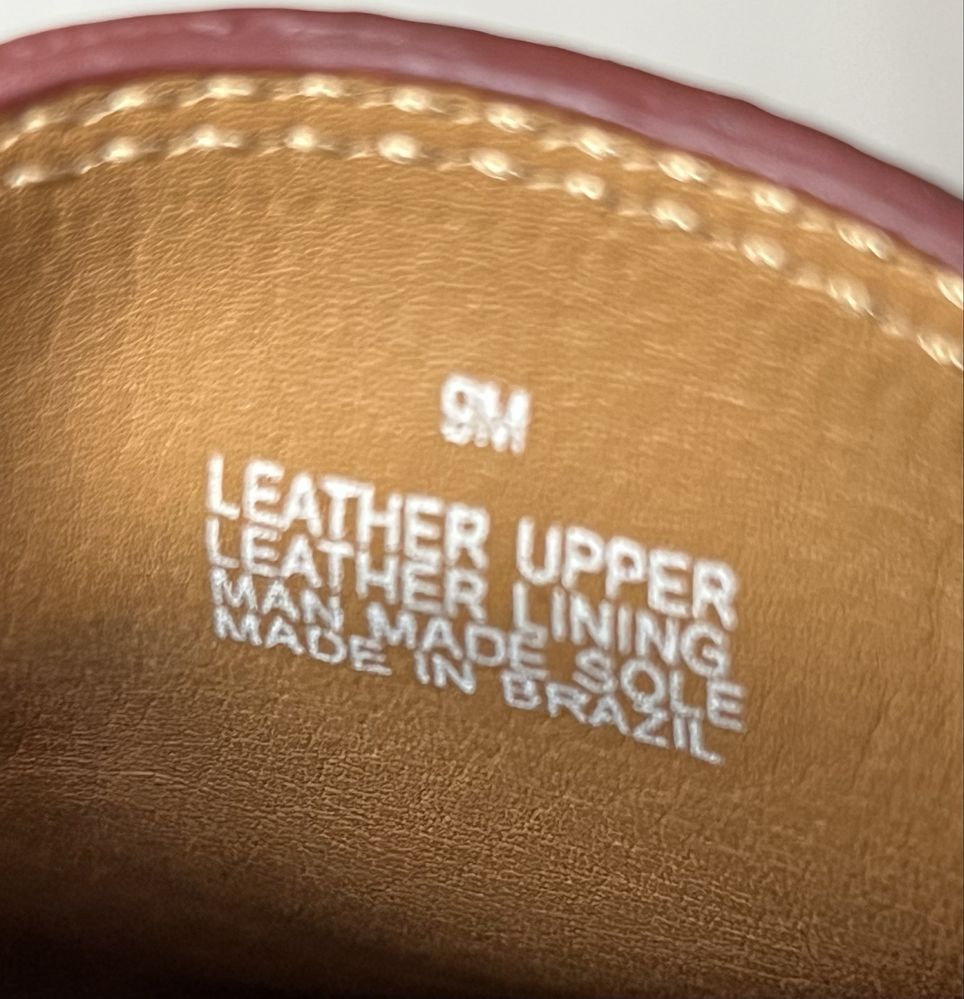 9M
LEATHER UPPER
LEATHER LINING
MAN MADE SOLE
MADE IN BRAZIL